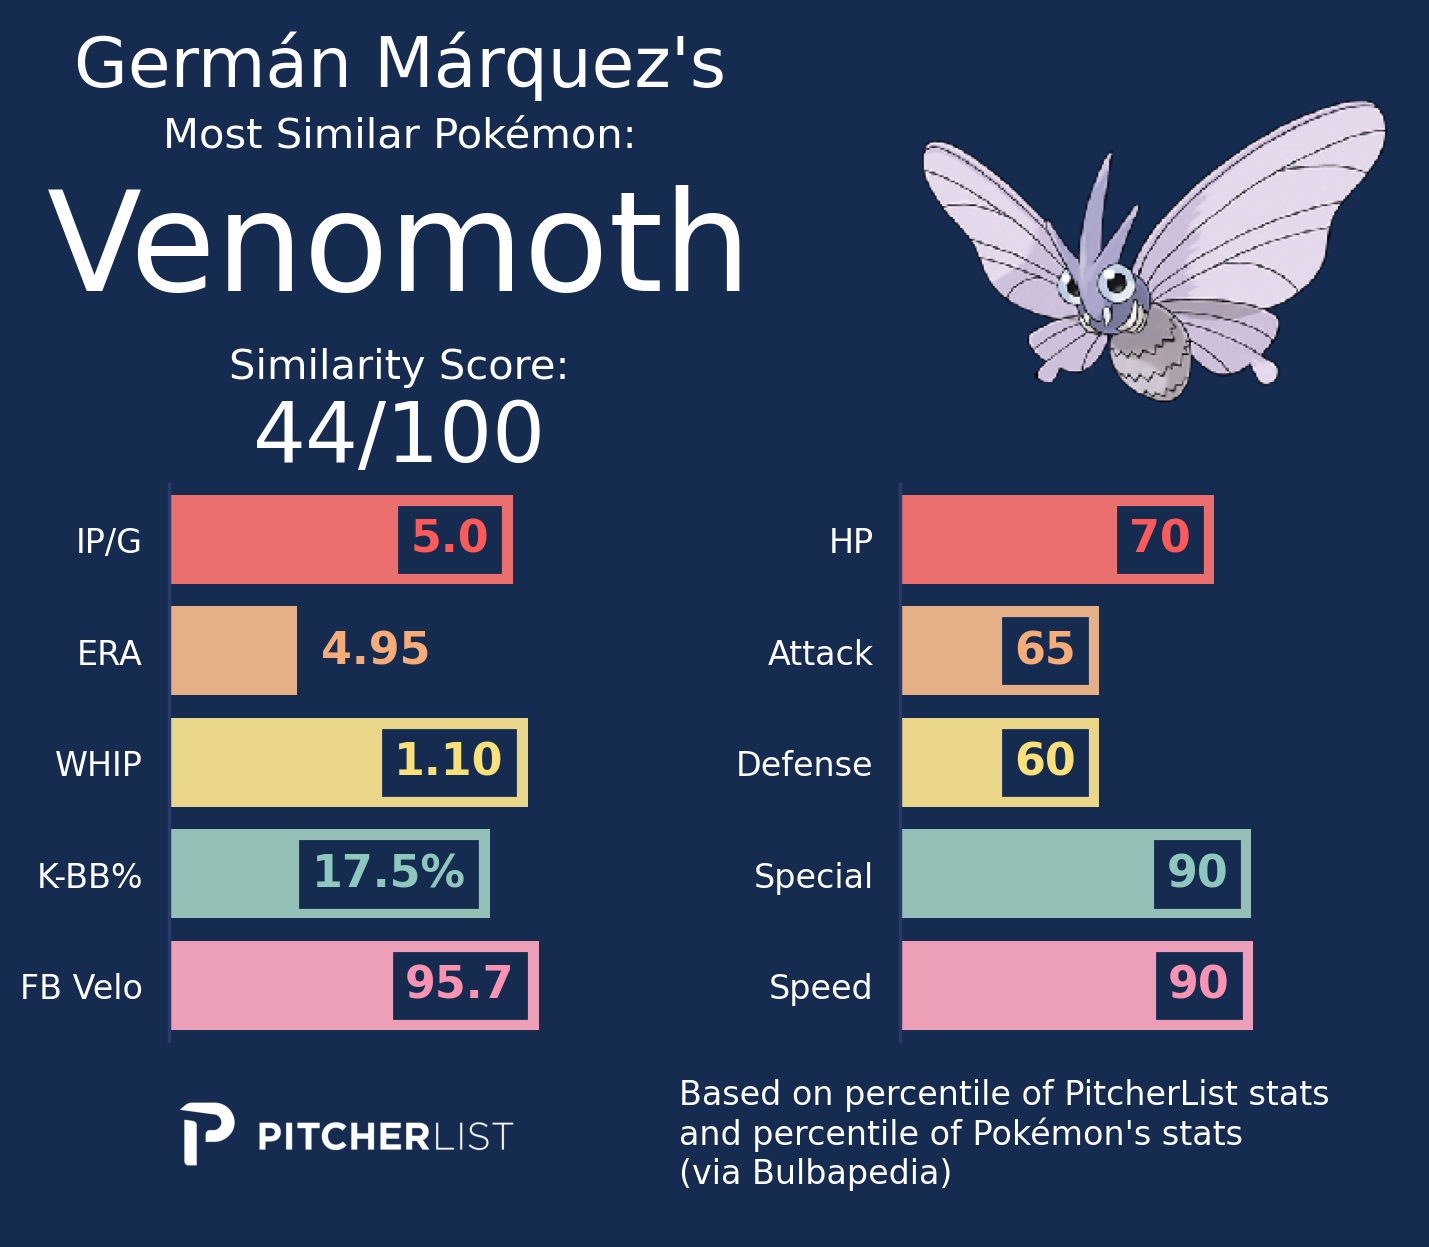 Germán Márquez's
Most Similar Pokémon:
Venomoth
Similarity Score:
44/100
IP/G 5.0
ERA 4.95
WHIP 1.10
K-BB% 17.5%
FB Velo 95.7
HP 70
Attack 65
Defense 60
Special 90
Speed 90
PITCHERLIST
Based on percentile of PitcherList stats
and percentile of Pokémon's stats
(via Bulbapedia)